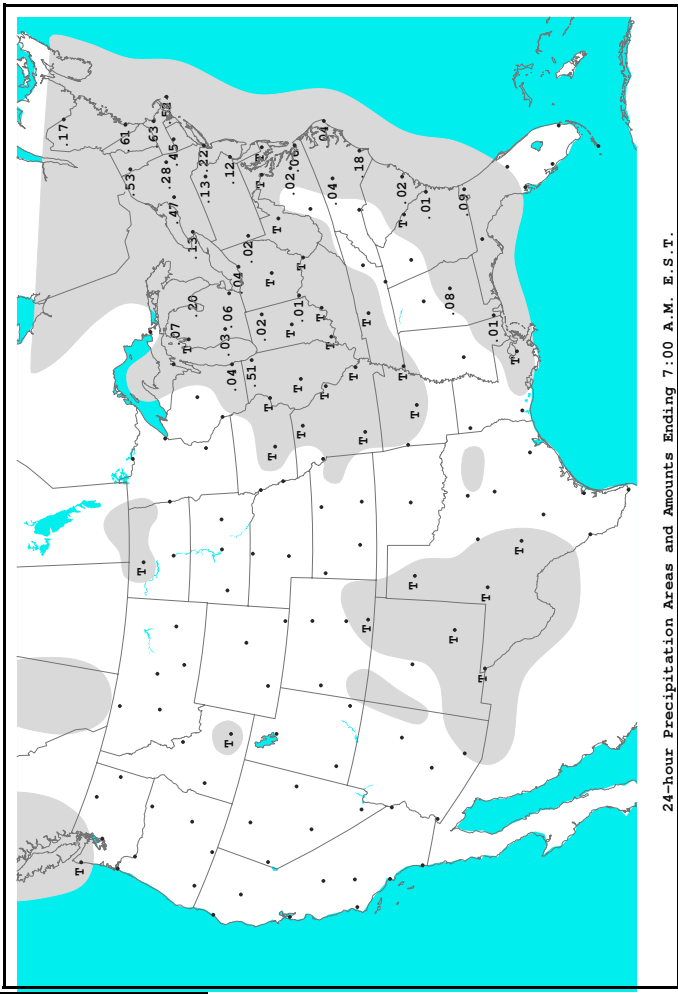 .17
T
.61
.53
T
.63
.52
.28
.45
.47
.07
T
.13
.20
.22
.13
.03
.06
.12
T
.04
.04
.02
.51
T
T
.02
T
T
T
T
.02
T
.06
.01
T
T
T
T
.04
T
T
.04
T
.18
T
T
T
.02
T
T
T
T
.01
.08
T
.09
T
T
.01
T
T
24-hour Precipitation Areas and Amounts Ending 7:00 A.M. E.S.T.